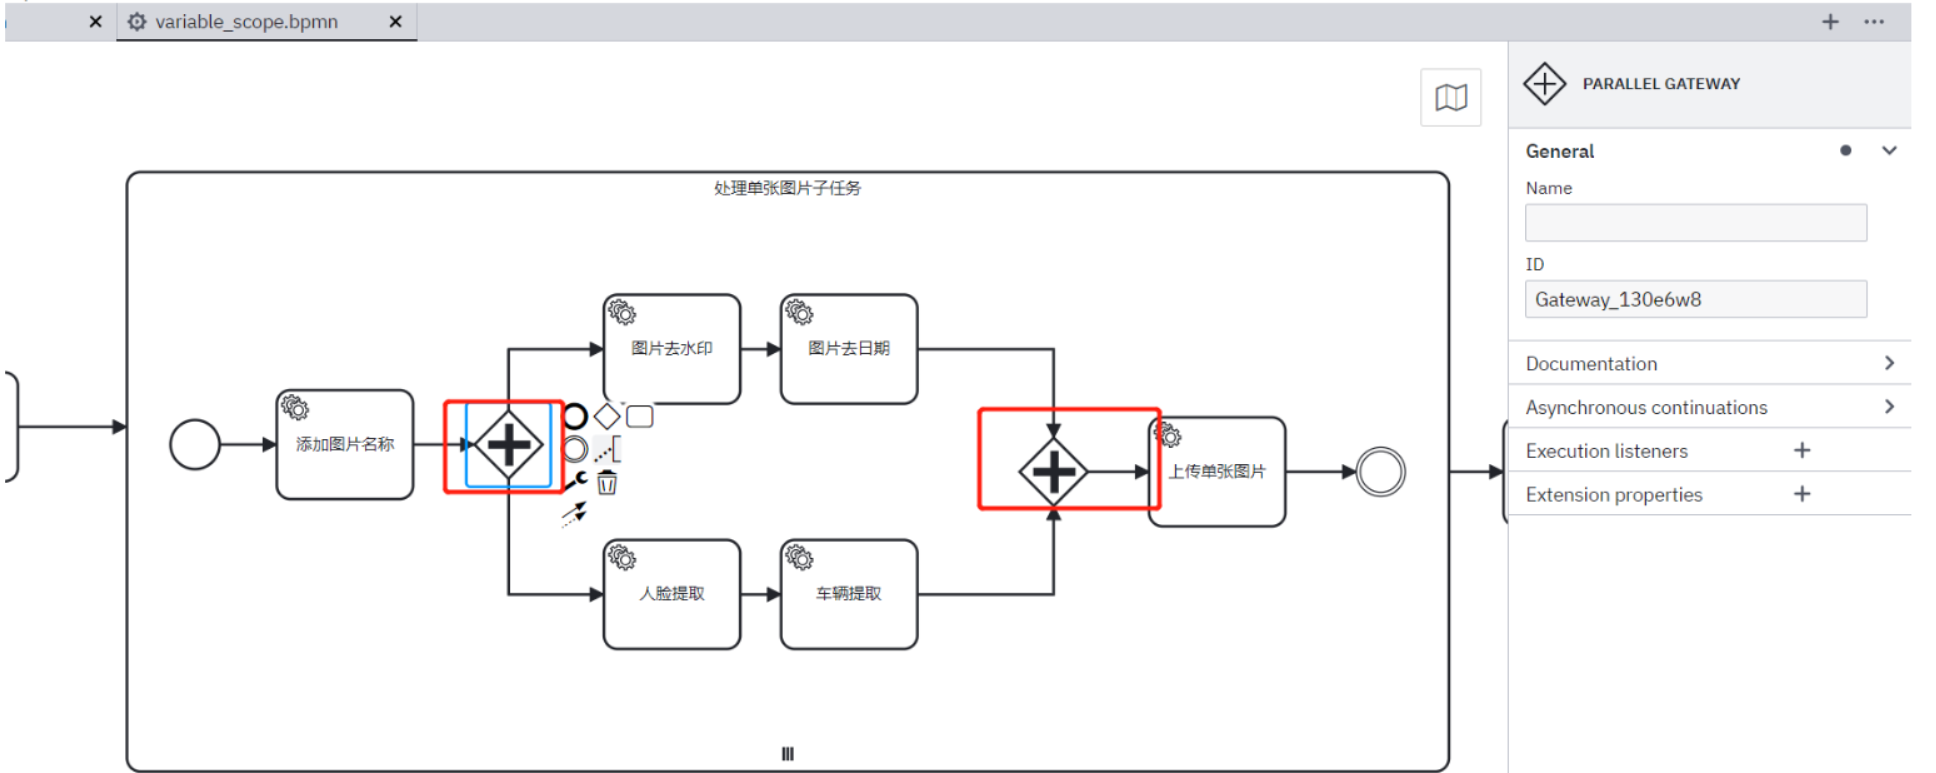 variable_scope.bpmn
PARALLEL GATEWAY
General
Name
ID
Gateway_130e6w8
Documentation
Asynchronous continuations
Execution listeners
Extension properties
处理单张图片子任务
添加图片名称
图片去水印
图片去日期
人脸提取
车辆提取
上传单张图片